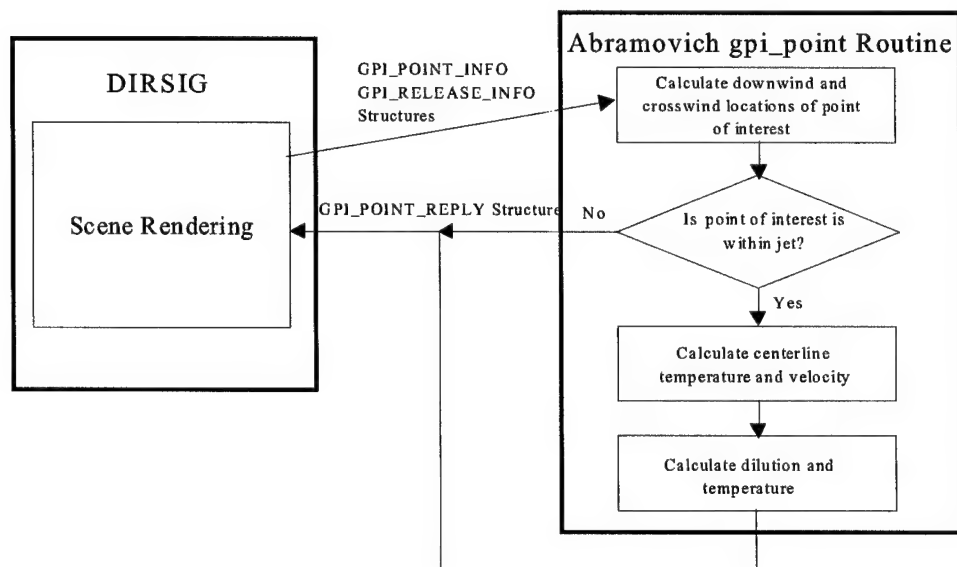 DIRSIG
Scene Rendering
GPI_POINT_INFO
GPI_RELEASE_INFO
Structures
GPI_POINT_REPLY Structure
Abramovich gpi_point Routine
Calculate downwind and
crosswind locations of point
of interest
Is point of interest is
within jet?
No
Yes
Calculate centerline
temperature and velocity
Calculate dilution and
temperature